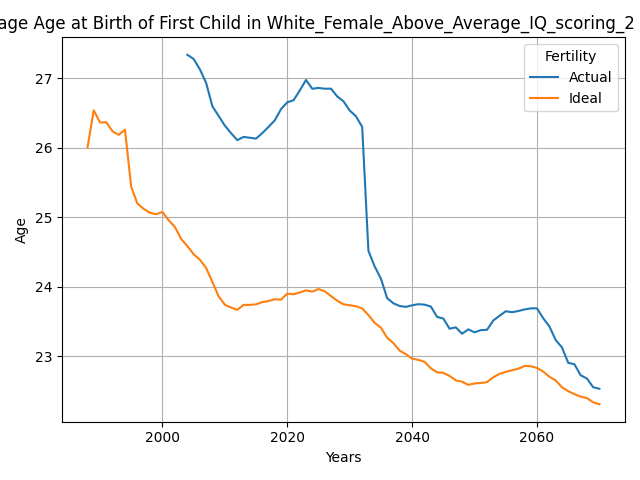 age Age at Birth of First Child in White_Female_Above_Average_IQ_scoring_2
Fertility
Actual
Ideal
27
26
25
24
23
Age
2000
2020
2040
2060
Years